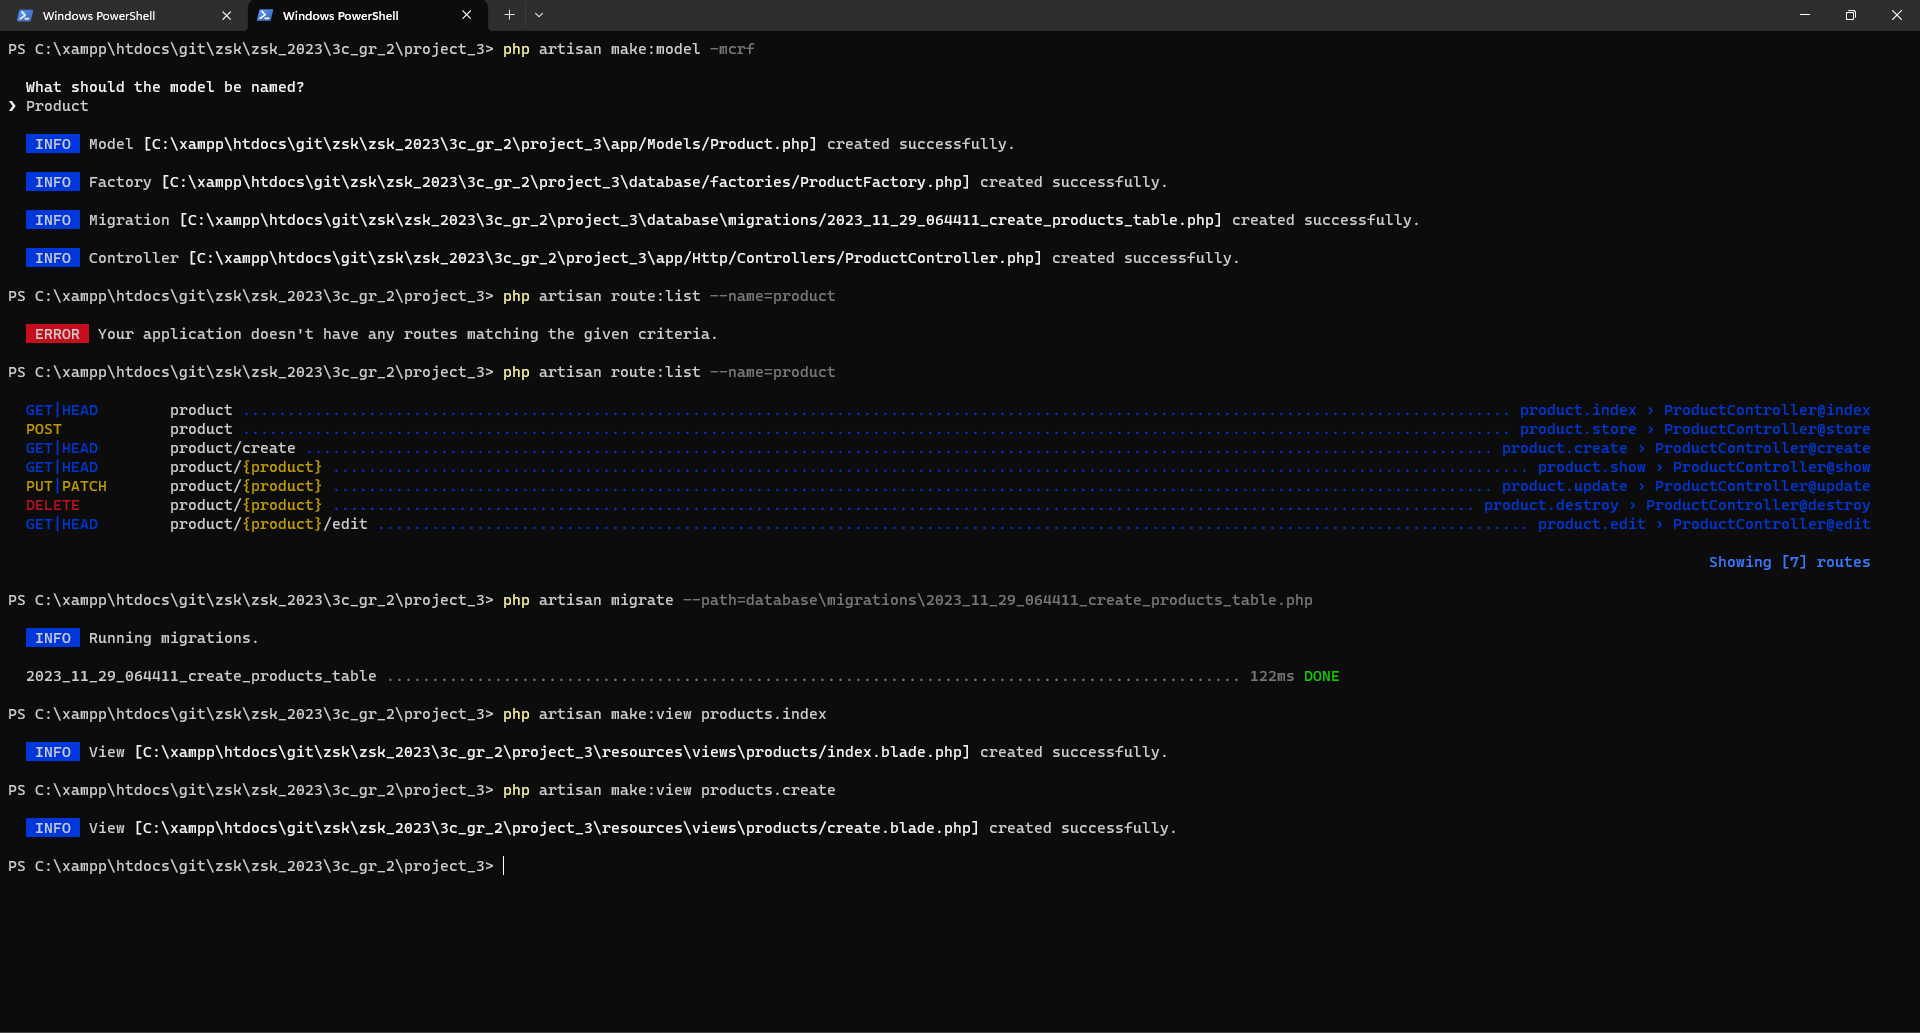 Windows PowerShell
Windows PowerShell
PS C:\xampp\htdocs\git\zsk\zsk_2023\3c_gr_2\project_3> php artisan make:model -mcrf
What should the model be named?
❯ Product
INFO Model [C:\xampp\htdocs\git\zsk\zsk_2023\3c_gr_2\project_3\app/Models/Product.php] created successfully.
INFO Factory [C:\xampp\htdocs\git\zsk\zsk_2023\3c_gr_2\project_3\database/factories/ProductFactory.php] created successfully.
INFO Migration [C:\xampp\htdocs\git\zsk\zsk_2023\3c_gr_2\project_3\database\migrations/2023_11_29_064411_create_products_table.php] created successfully.
INFO Controller [C:\xampp\htdocs\git\zsk\zsk_2023\3c_gr_2\project_3\app/Http/Controllers/ProductController.php] created successfully.
PS C:\xampp\htdocs\git\zsk\zsk_2023\3c_gr_2\project_3> php artisan route:list --name=product
ERROR Your application doesn't have any routes matching the given criteria.
PS C:\xampp\htdocs\git\zsk\zsk_2023\3c_gr_2\project_3> php artisan route:list --name=product
GET|HEAD product ........ product.index › ProductController@index
POST product ........ product.store › ProductController@store
GET|HEAD product/create ........ product.create › ProductController@create
GET|HEAD product/{product} ........ product.show › ProductController@show
PUT|PATCH product/{product} ........ product.update › ProductController@update
DELETE product/{product} ........ product.destroy › ProductController@destroy
GET|HEAD product/{product}/edit ........ product.edit › ProductController@edit
Showing [7] routes
PS C:\xampp\htdocs\git\zsk\zsk_2023\3c_gr_2\project_3> php artisan migrate --path=database\migrations\2023_11_29_064411_create_products_table.php
INFO Running migrations.
2023_11_29_064411_create_products_table ........ 122ms DONE
PS C:\xampp\htdocs\git\zsk\zsk_2023\3c_gr_2\project_3> php artisan make:view products.index
INFO View [C:\xampp\htdocs\git\zsk\zsk_2023\3c_gr_2\project_3\resources\views\products/index.blade.php] created successfully.
PS C:\xampp\htdocs\git\zsk\zsk_2023\3c_gr_2\project_3> php artisan make:view products.create
INFO View [C:\xampp\htdocs\git\zsk\zsk_2023\3c_gr_2\project_3\resources\views\products/create.blade.php] created successfully.
PS C:\xampp\htdocs\git\zsk\zsk_2023\3c_gr_2\project_3>